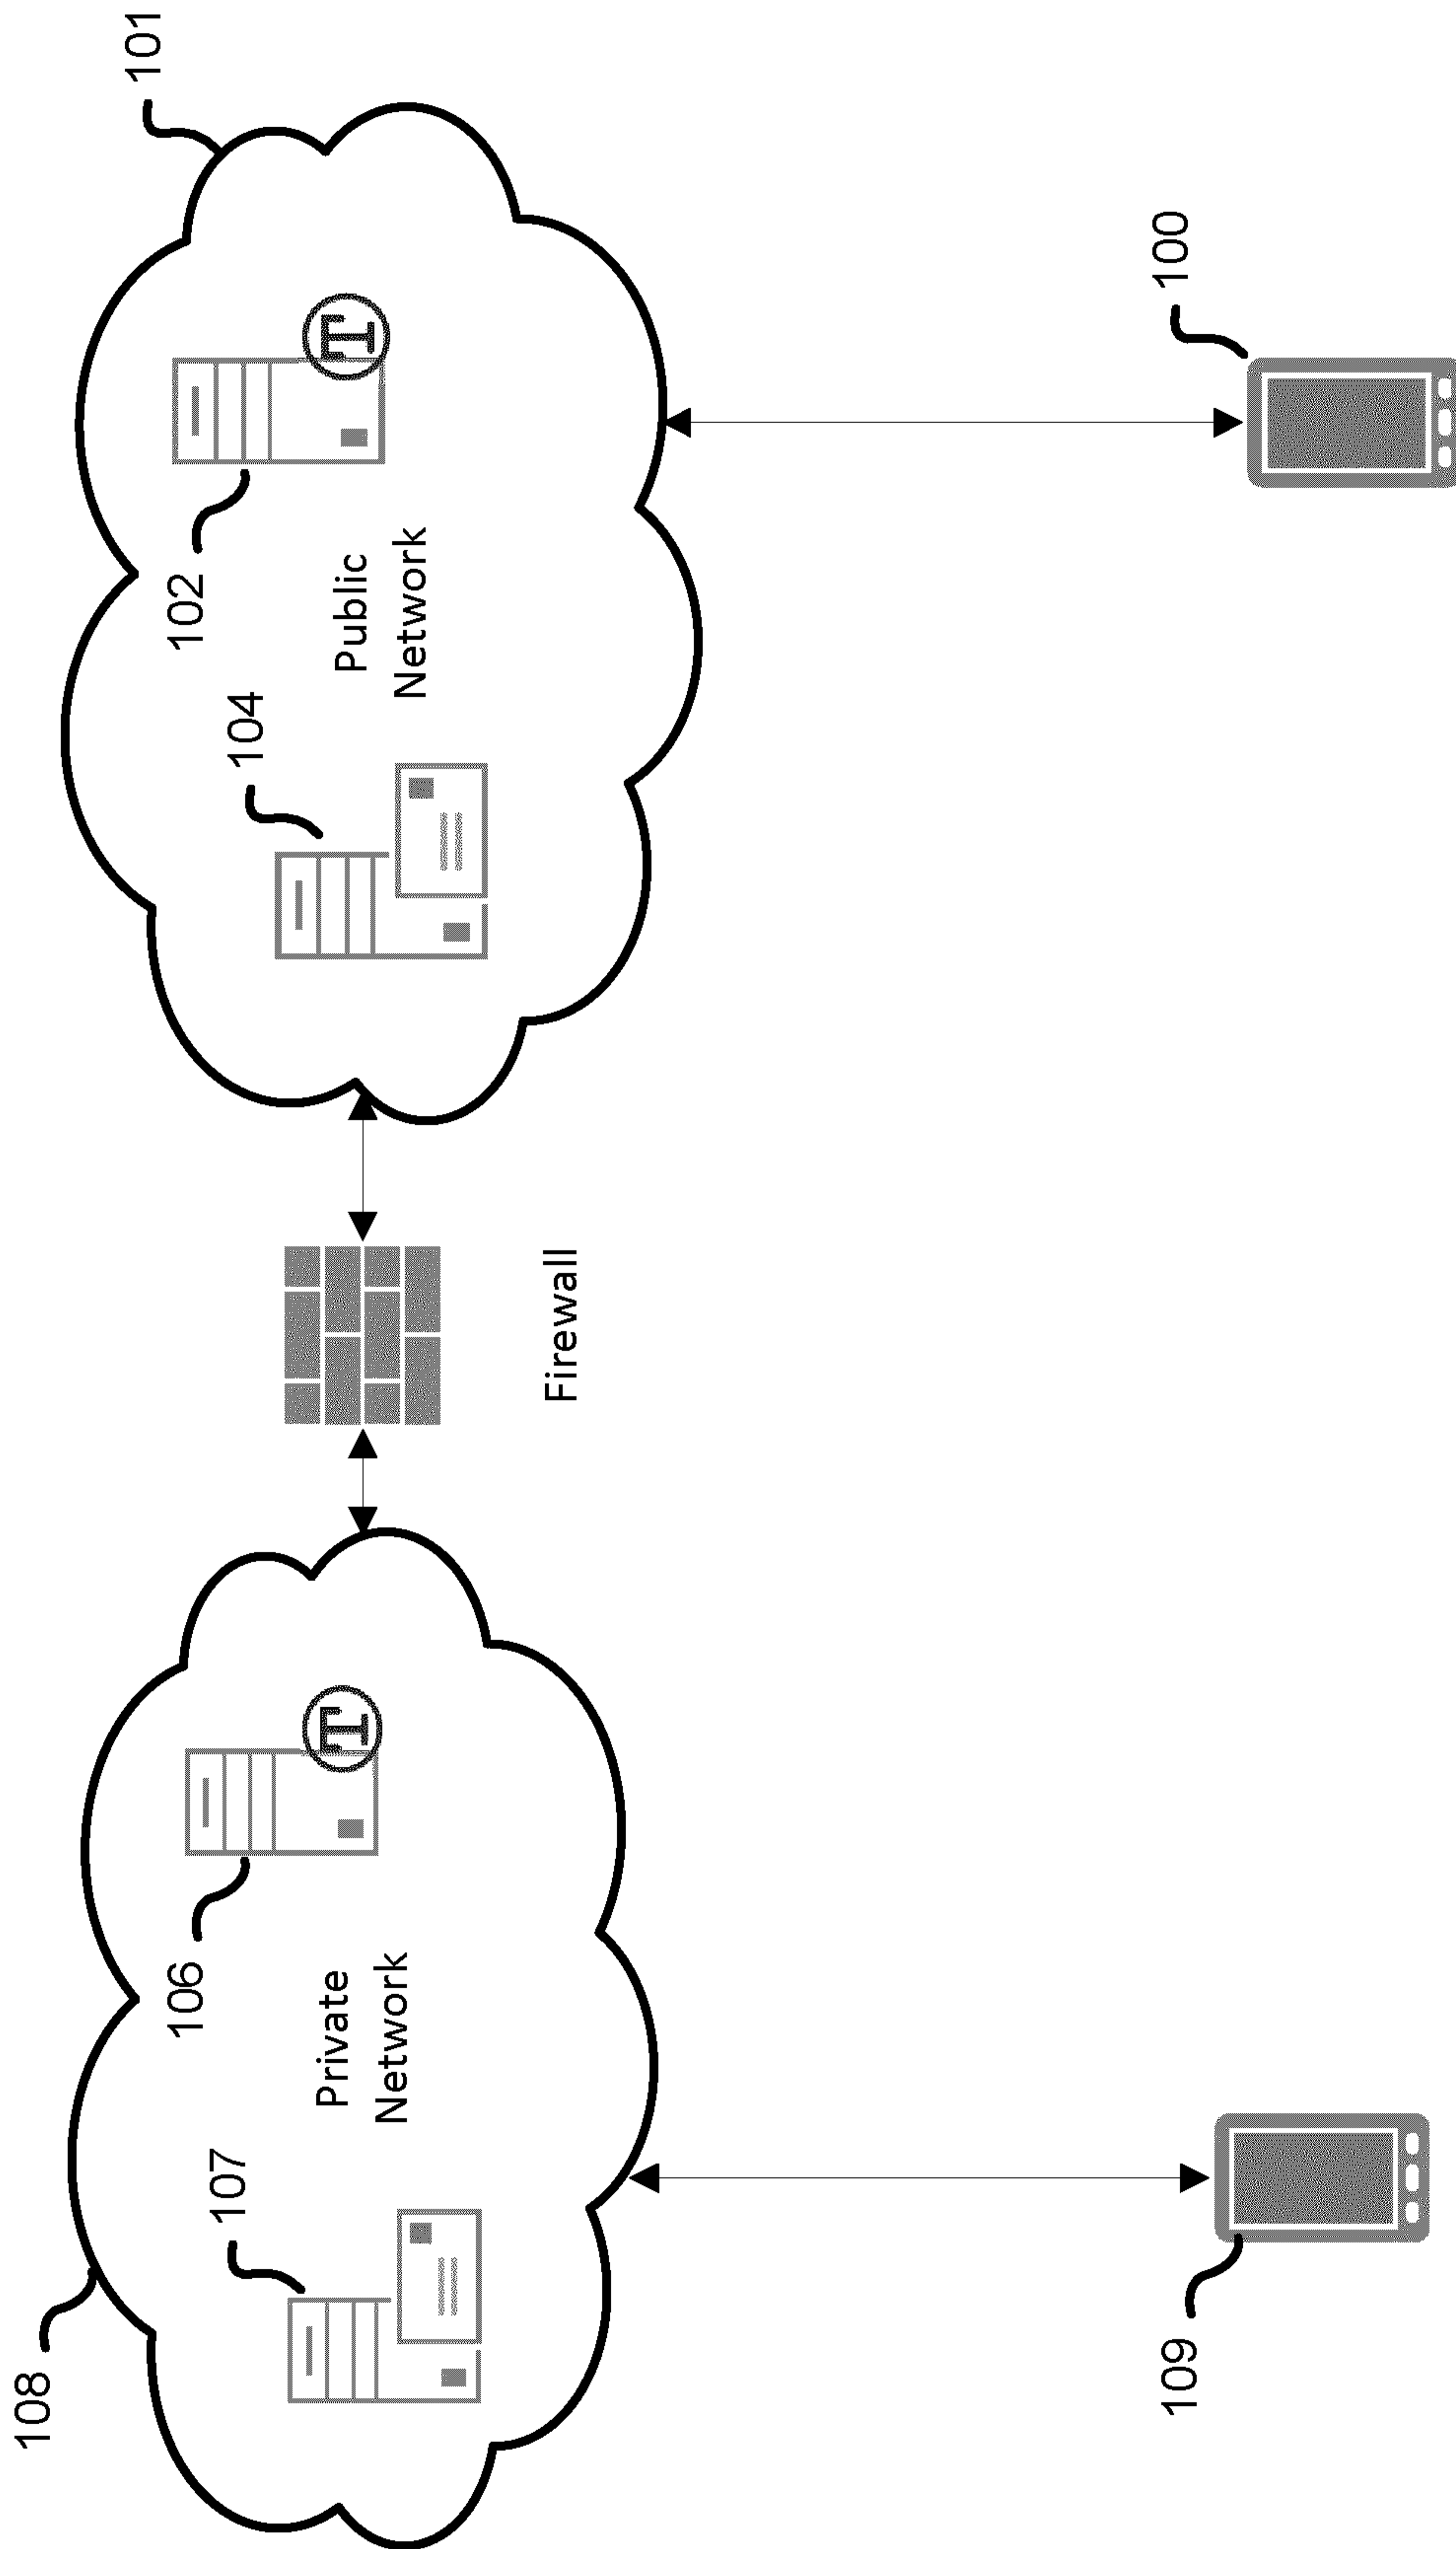 108
101
106
102
107
104
T
T
Private
Network
Public
Network
Firewall
109
100